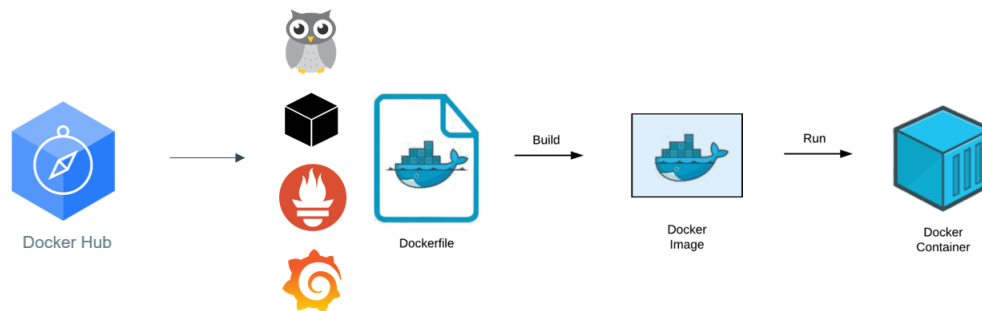 Docker Hub
Dockerfile
Build
Docker
Image
Run
Docker
Container